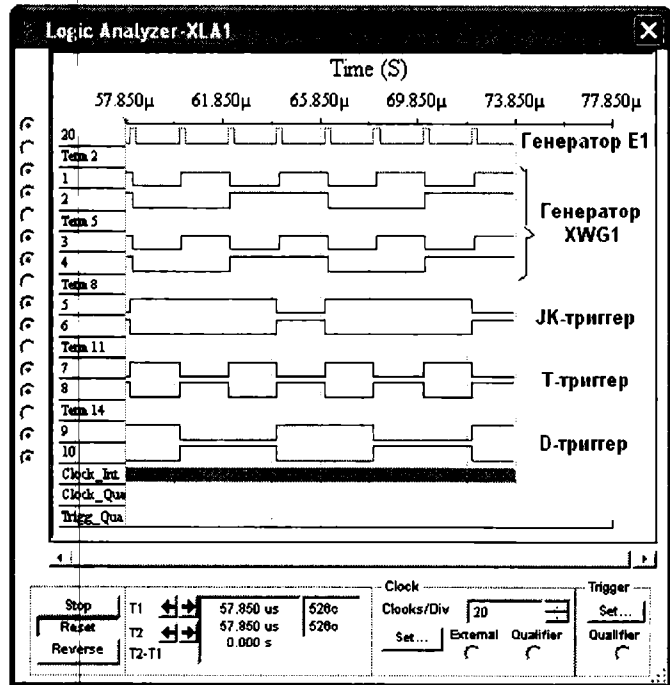 Logic Analyzer-XLA1
Time (S)
57.850µ 61.850µ 65.850µ 69.850µ 73.850µ 77.850µ
20
Генератор E1
Term 2
1
2
Term 5
Генератор
XWG1
3
4
Term 8
5
JK-триггер
6
Term 11
7
T-триггер
8
Term 14
9
D-триггер
10
Clock_Int
Clock_Qua
Trigg_Qua
Stop
Reset
Reverse
T1
T2
T2-T1
57.850 us
57.850 us
0.000 s
Clock
Clooks/Div 20
Set...
External Qualifier
Trigger
Set...
Qualifier